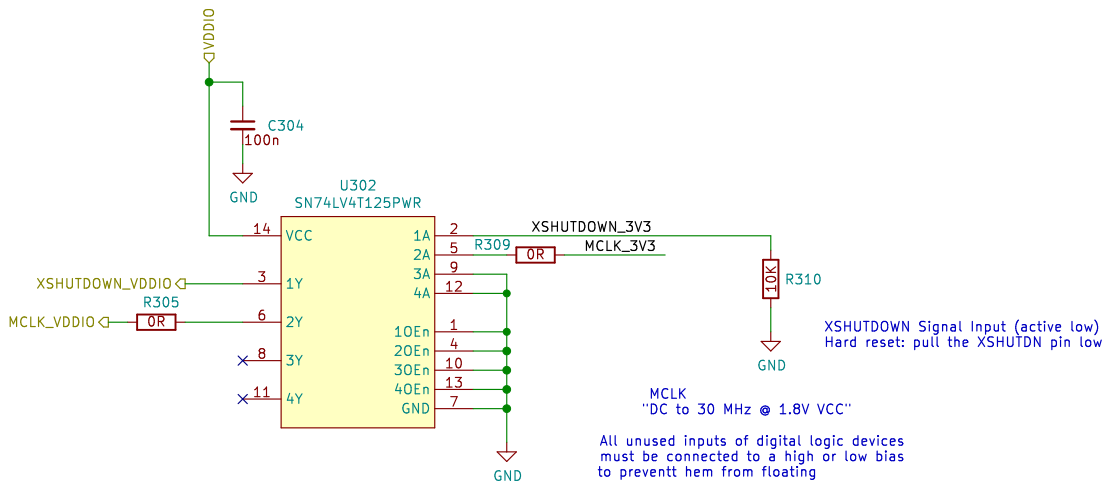 VDDIO
C304
100n
GND
U302
SN74LV4T125PWR
14 VCC
1A 2
XSHUTDOWN_3V3
2A 5
R309
0R
MCLK_3V3
3A 9
XSHUTDOWN_VDDIO
3 1Y
4A 12
10K
R310
R305
MCLK_VDDIO
0R
6 2Y
1OEn 1
2OEn 4
8 3Y
3OEn 10
4OEn 13
11 4Y
GND 7
GND
GND
XSHUTDOWN Signal Input (active low)
Hard reset: pull the XSHUTDN pin low
MCLK
"DC to 30 MHz @ 1.8V VCC"
All unused inputs of digital logic devices
must be connected to a high or low bias
to preventt hem from floating